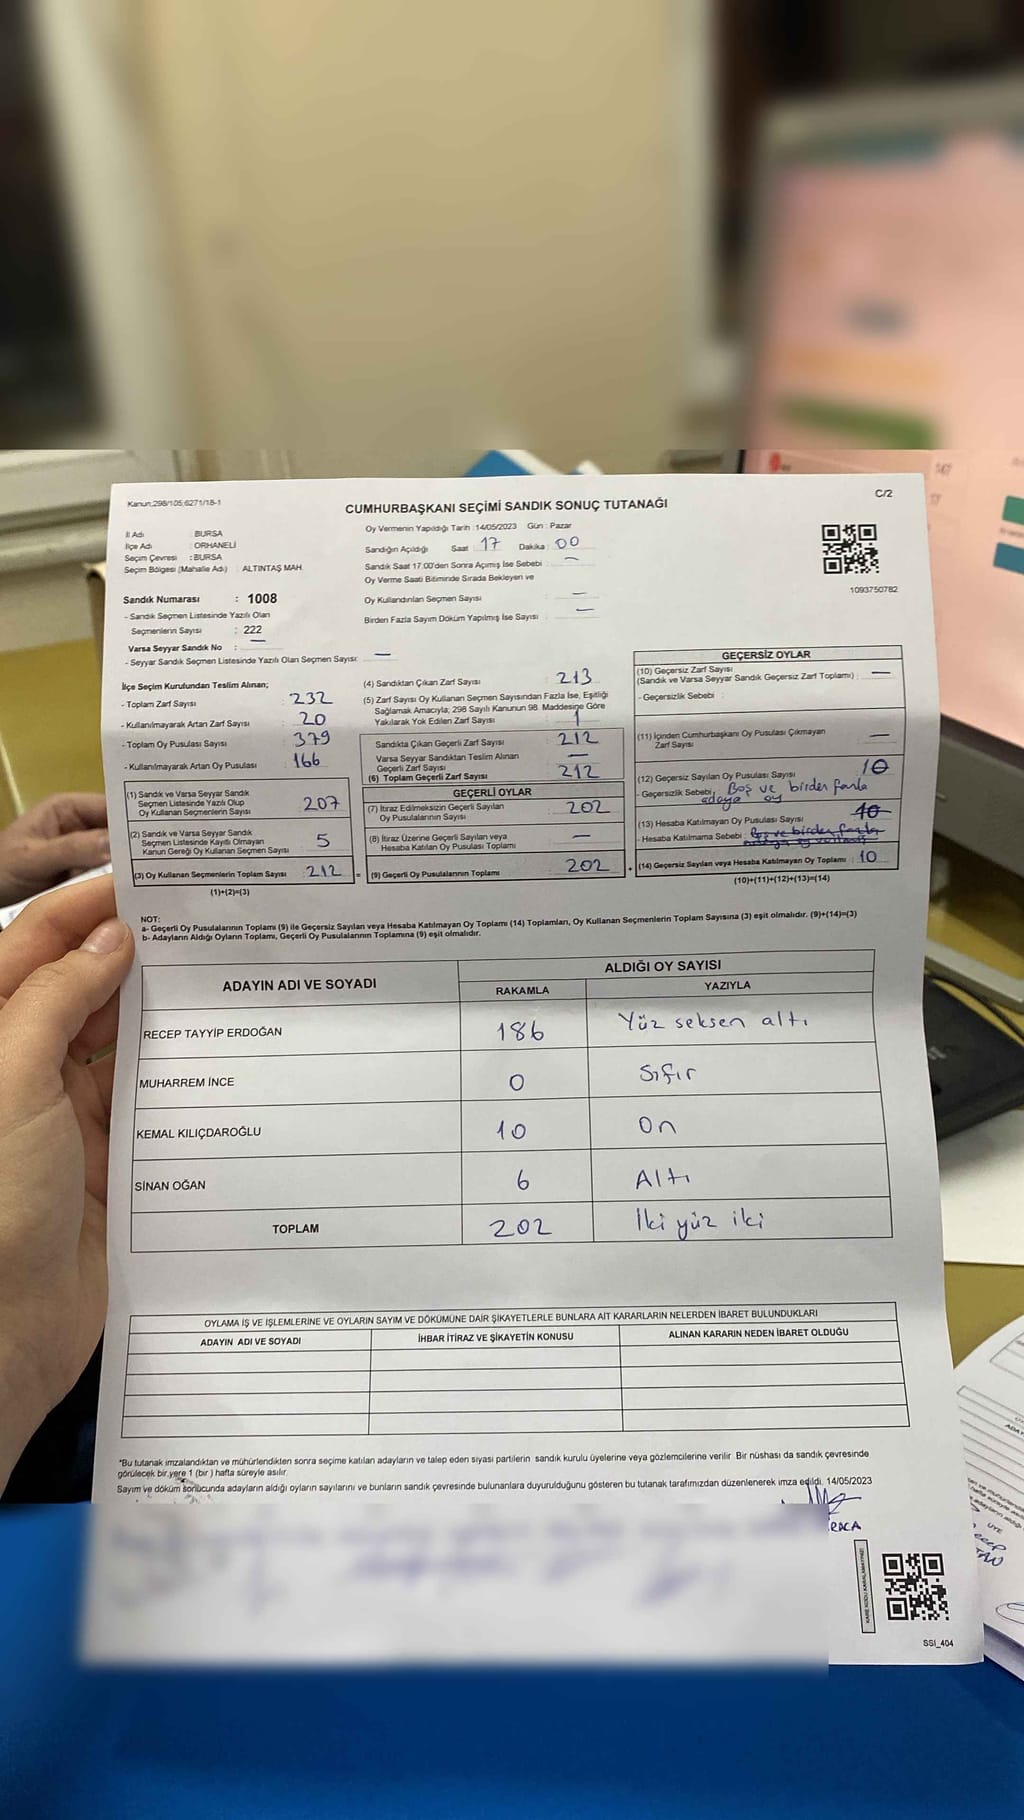 Kanun;298/105;6271/18-1
C/2
CUMHURBAŞKANI SEÇİMİ SANDIK SONUÇ TUTANAĞI
İl Adı : BURSA
İlçe Adı : ORHANELİ
Seçim Çevresi : BURSA
Seçim Bölgesi (Mahalle Adı) : ALTINTAŞ MAH.
Sandık Numarası : 1008
- Sandık Seçmen Listesinde Yazılı Olan
Seçmenlerin Sayısı : 222
Varsa Seyyar Sandık No : —
- Seyyar Sandık Seçmen Listesinde Yazılı Olan Seçmen Sayısı: —
Oy Vermenin Yapıldığı Tarih : 14/05/2023 Gün : Pazar
Sandığın Açıldığı Saat 17 Dakika : 00
Sandık Saat 17.00'den Sonra Açımış İse Sebebi : —
Oy Verme Saati Bitiminde Sırada Bekleyen ve
Oy Kullandırılan Seçmen Sayısı : —
Birden Fazla Sayım Döküm Yapılmış İse Sayısı : —
1093750782
İlçe Seçim Kurulundan Teslim Alınan;
- Toplam Zarf Sayısı : 232
- Kullanılmayarak Artan Zarf Sayısı : 20
- Toplam Oy Pusulası Sayısı : 379
- Kullanılmayarak Artan Oy Pusulası : 166
(1) Sandık ve Varsa Seyyar Sandık
Seçmen Listesinde Yazılı Olup
Oy Kullanan Seçmenlerin Sayısı : 207
(2) Sandık ve Varsa Seyyar Sandık
Seçmen Listesinde Kayıtlı Olmayan
Kanun Gereği Oy Kullanan Seçmen Sayısı : 5
(3) Oy Kullanan Seçmenlerin Toplam Sayısı : 212
(1)+(2)=(3)
(4) Sandıktan Çıkan Zarf Sayısı : 213
(5) Zarf Sayısı Oy Kullanan Seçmen Sayısından Fazla İse, Eşitliği
Sağlamak Amacıyla; 298 Sayılı Kanunun 98. Maddesine Göre
Yakılarak Yok Edilen Zarf Sayısı : 1
Sandıkta Çıkan Geçerli Zarf Sayısı : 212
Varsa Seyyar Sandıktan Teslim Alınan
Geçerli Zarf Sayısı : —
(6) Toplam Geçerli Zarf Sayısı : 212
GEÇERLİ OYLAR
(7) İtiraz Edilmeksizin Geçerli Sayılan
Oy Pusulalarının Sayısı : 202
(8) İtiraz Üzerine Geçerli Sayılan veya
Hesaba Katılan Oy Pusulası Toplamı : —
= (9) Geçerli Oy Pusulalarının Toplamı : 202
GEÇERSİZ OYLAR
(10) Geçersiz Zarf Sayısı
(Sandık ve Varsa Seyyar Sandık Geçersiz Zarf Toplamı) : —
- Geçersizlik Sebebi :
(11) İçinden Cumhurbaşkanı Oy Pusulası Çıkmayan
Zarf Sayısı : —
(12) Geçersiz Sayılan Oy Pusulası Sayısı : 10
- Geçersizlik Sebebi : Boş ve birden fazla
adaya oy
(13) Hesaba Katılmayan Oy Pusulası Sayısı : 10
- Hesaba Katılmama Sebebi : Boş ve birden fazla
+ (14) Geçersiz Sayılan veya Hesaba Katılmayan Oy Toplamı : 10
(10)+(11)+(12)+(13)=(14)
NOT:
a- Geçerli Oy Pusulalarının Toplamı (9) ile Geçersiz Sayılan veya Hesaba Katılmayan Oy Toplamı (14) Toplamları, Oy Kullanan Seçmenlerin Toplam Sayısına (3) eşit olmalıdır. (9)+(14)=(3)
b- Adayların Aldığı Oyların Toplamı, Geçerli Oy Pusulalarının Toplamına (9) eşit olmalıdır.
ADAYIN ADI VE SOYADI
ALDIĞI OY SAYISI
RAKAMLA YAZIYLA
RECEP TAYYİP ERDOĞAN 186 Yüz seksen altı
MUHARREM İNCE 0 Sıfır
KEMAL KILIÇDAROĞLU 10 On
SİNAN OĞAN 6 Altı
TOPLAM 202 İki yüz iki
OYLAMA İŞ VE İŞLEMLERİNE VE OYLARIN SAYIM VE DÖKÜMÜNE DAİR ŞİKAYETLERLE BUNLARA AİT KARARLARIN NELERDEN İBARET BULUNDUKLARI
ADAYIN ADI VE SOYADI İHBAR İTİRAZ VE ŞİKAYETİN KONUSU ALINAN KARARIN NEDEN İBARET OLDUĞU
*Bu tutanak imzalandıktan ve mühürlendikten sonra seçime katılan adayların ve talep eden siyasi partilerin sandık kurulu üyelerine veya gözlemcilerine verilir. Bir nüshası da sandık çevresinde
görülecek bir yere 1 (bir ) hafta süreyle asılır.
Sayım ve döküm sonucunda adayların aldığı oyların sayılarını ve bunların sandık çevresinde bulunanlara duyurulduğunu gösteren bu tutanak tarafımızdan düzenlenerek imza edildi. 14/05/2023
RACA
KARE KODU KARALAMAYINIZ!
SSİ_404
ÜYE